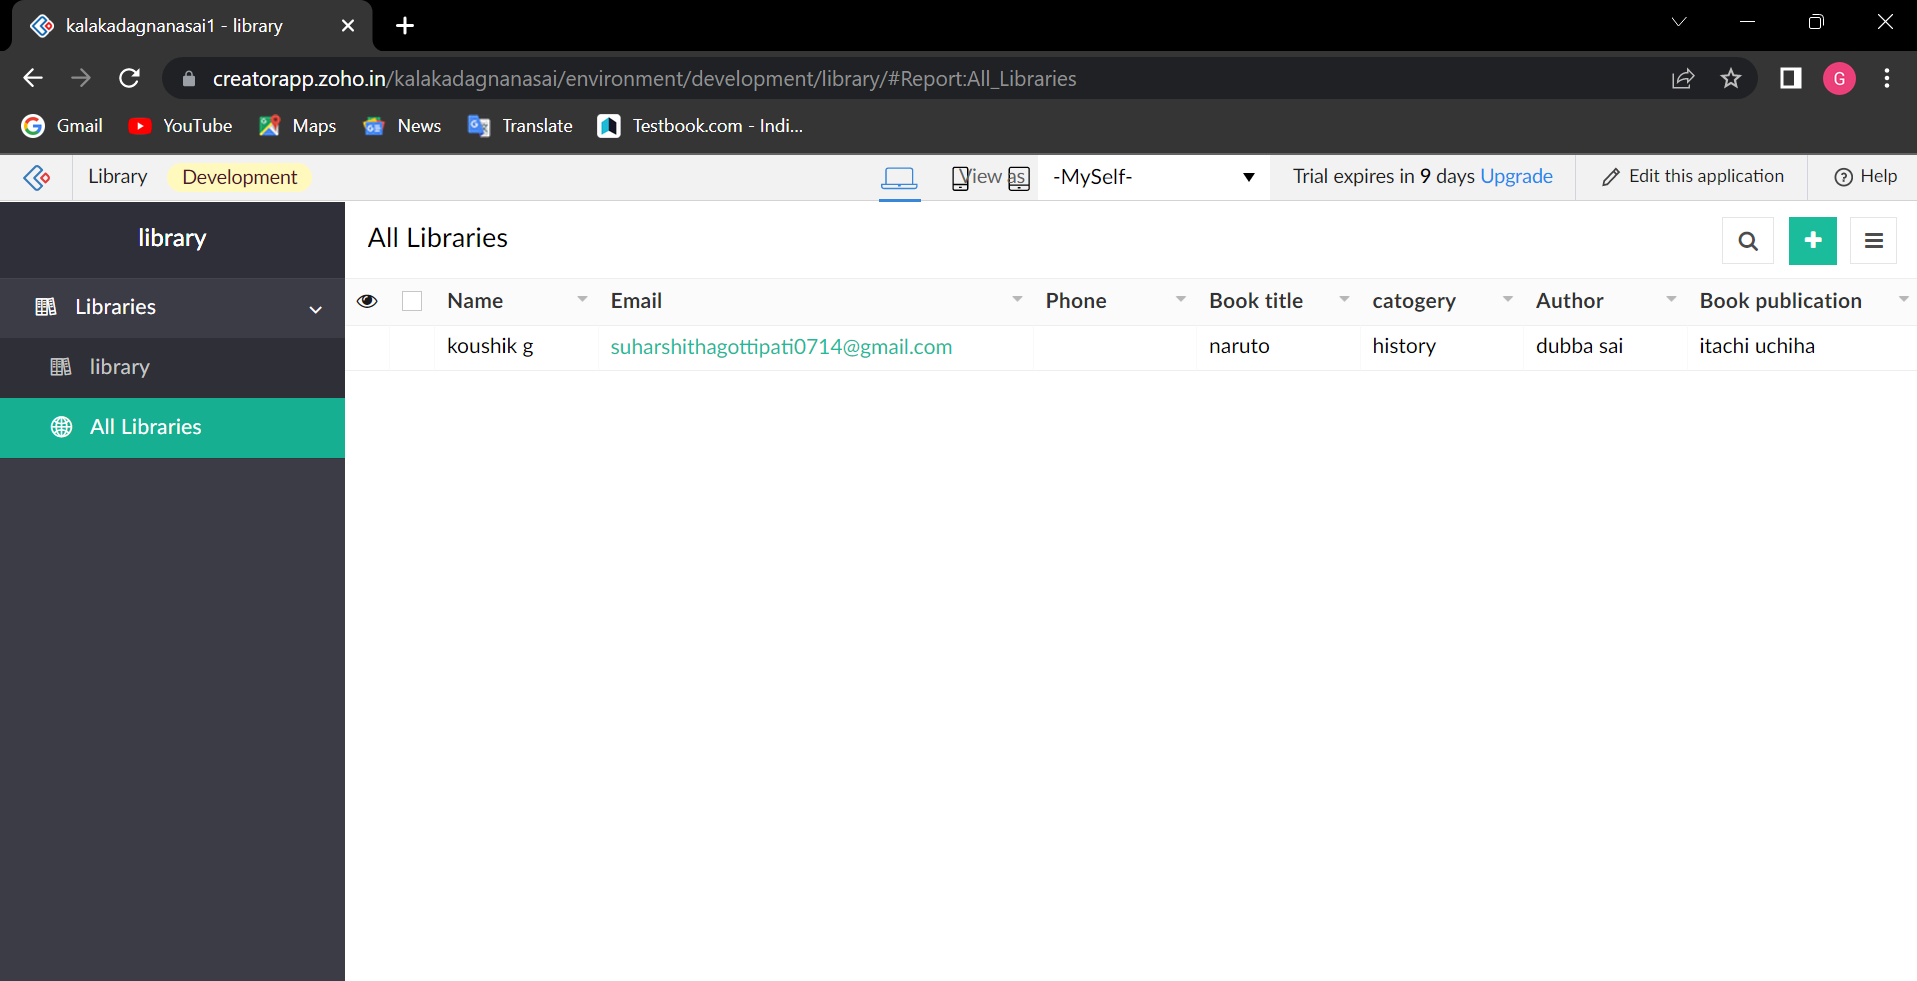 kalakadagnanasai1 - library
creatorapp.zoho.in/kalakadagnanasai/environment/development/library/#Report:All_Libraries
G
Gmail YouTube Maps News Translate Testbook.com - Indi...
Library Development View as -MySelf- Trial expires in 9 days Upgrade Edit this application Help
library
All Libraries
Libraries
library
All Libraries
Name Email Phone Book title catogery Author Book publication
koushik g suharshithagottipati0714@gmail.com naruto history dubba sai itachi uchiha